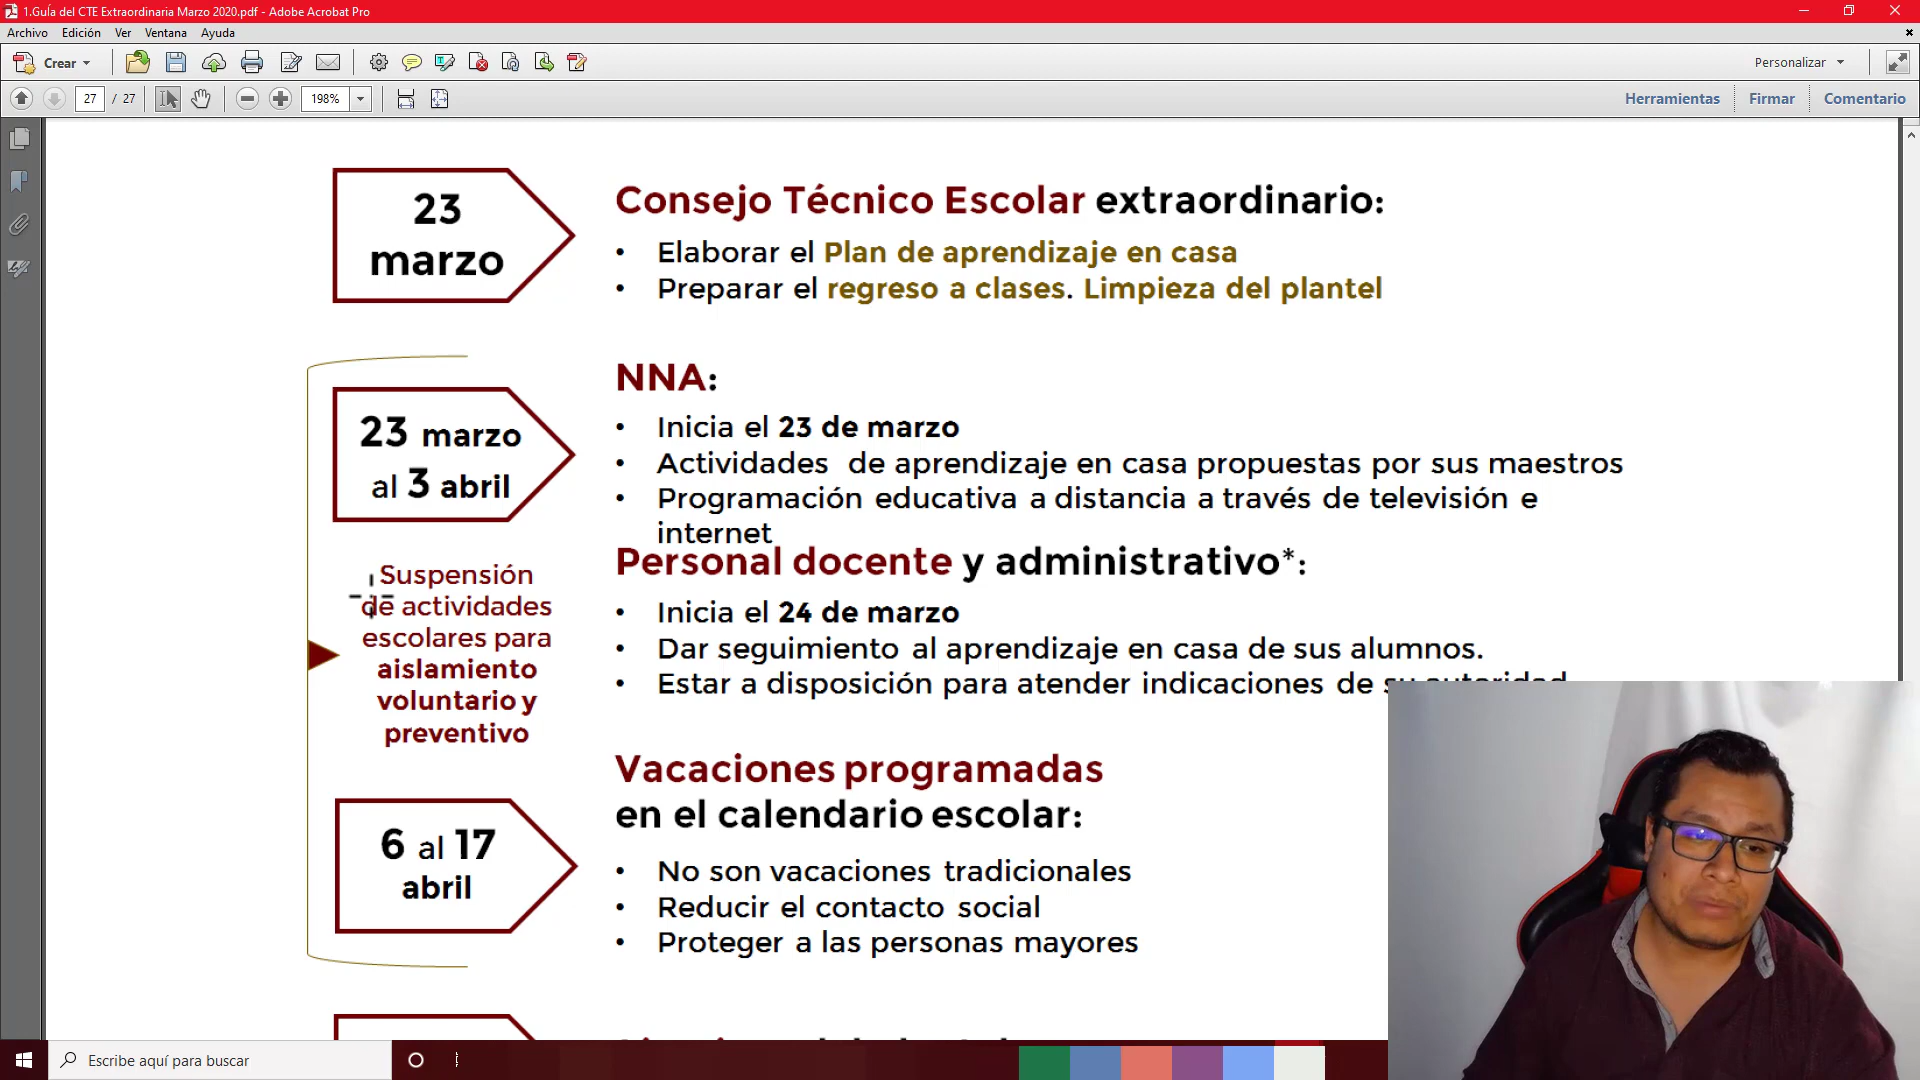 1.Guía del CTE Extraordinaria Marzo 2020.pdf - Adobe Acrobat Pro
Archivo Edición Ver Ventana Ayuda
Crear
Personalizar
27 / 27
198%
Herramientas
Firmar
Comentario
23
marzo
Consejo Técnico Escolar extraordinario:
• Elaborar el Plan de aprendizaje en casa
• Preparar el regreso a clases. Limpieza del plantel
23 marzo
al 3 abril
NNA:
• Inicia el 23 de marzo
• Actividades de aprendizaje en casa propuestas por sus maestros
• Programación educativa a distancia a través de televisión e
internet
Suspensión
de actividades
escolares para
aislamiento
voluntario y
preventivo
Personal docente y administrativo*:
• Inicia el 24 de marzo
• Dar seguimiento al aprendizaje en casa de sus alumnos.
• Estar a disposición para atender indicaciones de su autoridad
6 al 17
abril
Vacaciones programadas
en el calendario escolar:
• No son vacaciones tradicionales
• Reducir el contacto social
• Proteger a las personas mayores
Escribe aquí para buscar